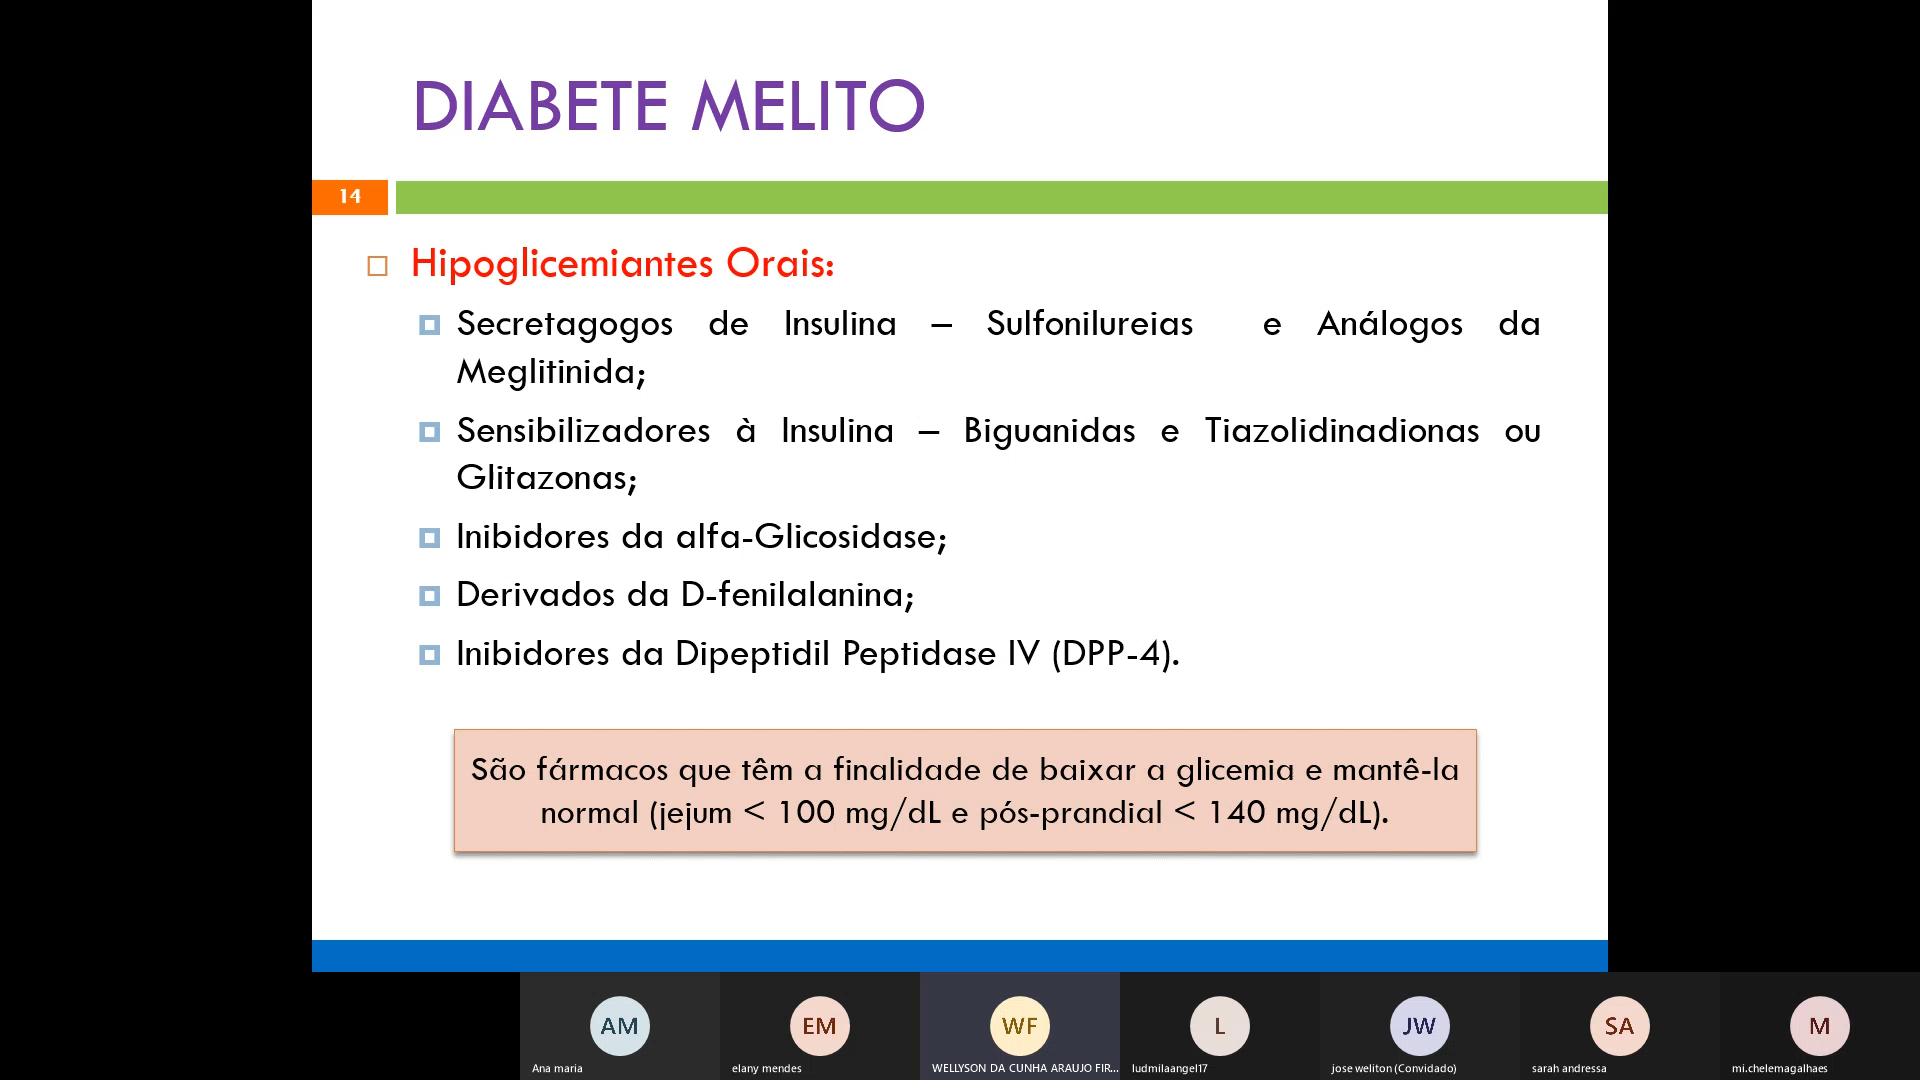 DIABETE MELITO
14
Hipoglicemiantes Orais:
Secretagogos de Insulina – Sulfonilureias e Análogos da
Meglitinida;
Sensibilizadores à Insulina – Biguanidas e Tiazolidinadionas ou
Glitazonas;
Inibidores da alfa-Glicosidase;
Derivados da D-fenilalanina;
Inibidores da Dipeptidil Peptidase IV (DPP-4).
São fármacos que têm a finalidade de baixar a glicemia e mantê-la
normal (jejum < 100 mg/dL e pós-prandial < 140 mg/dL).
AM EM WF L JW SA M
Ana maria elany mendes WELLYSON DA CUNHA ARAUJO FIR... ludmilaangel17 jose weliton (Convidado) sarah andressa mi.chelemagalhaes